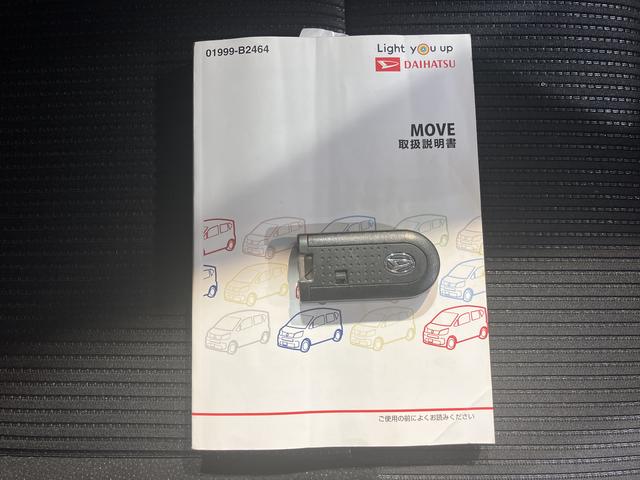 01999-B2464
Light you up
DAIHATSU
MOVE
取扱説明書
ご使用の前によくお読みください